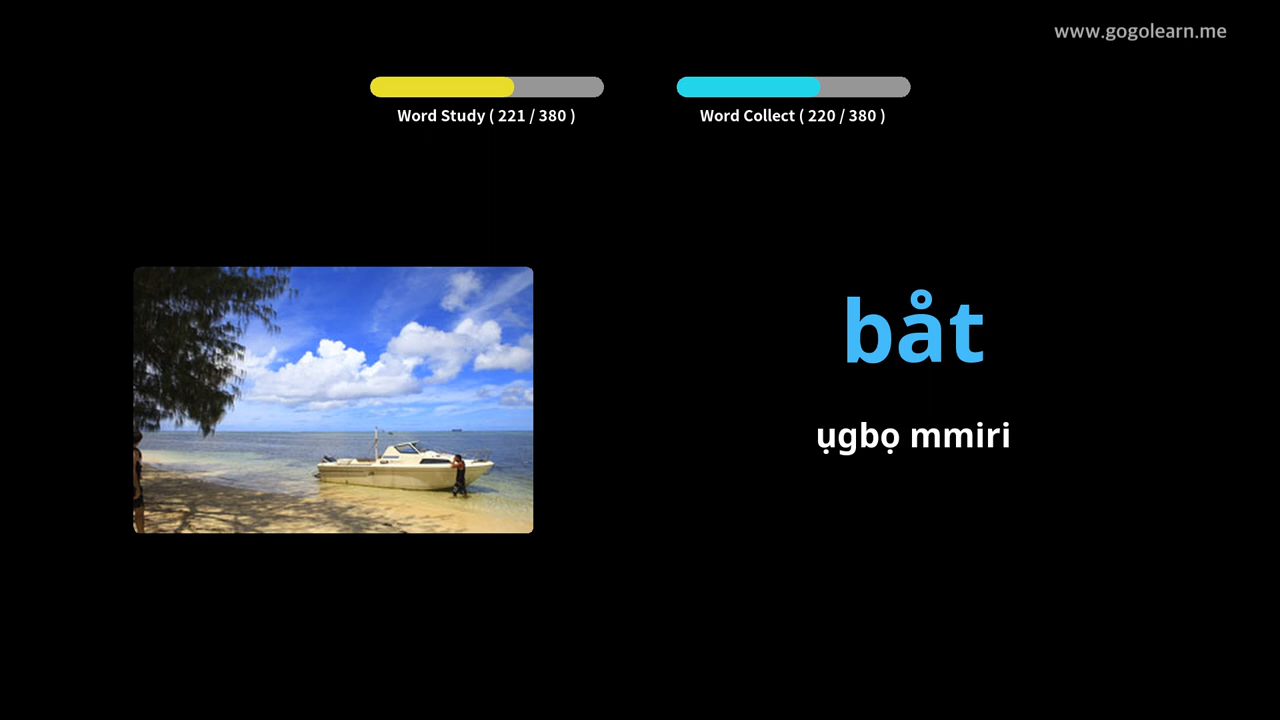 www.gogolearn.me
Word Study ( 221 / 380 )
Word Collect ( 220 / 380 )
båt
ụgbọ mmiri